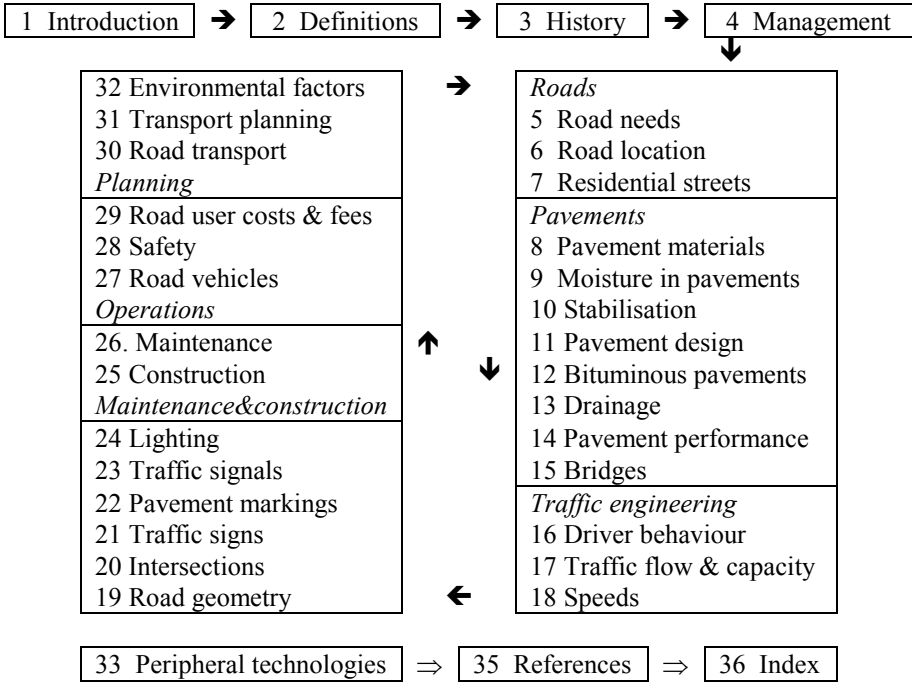 1 Introduction ➔ 2 Definitions ➔ 3 History ➔ 4 Management
32 Environmental factors
31 Transport planning
30 Road transport
Planning
29 Road user costs & fees
28 Safety
27 Road vehicles
Operations
26. Maintenance
25 Construction
Maintenance&construction
24 Lighting
23 Traffic signals
22 Pavement markings
21 Traffic signs
20 Intersections
19 Road geometry
Roads
5 Road needs
6 Road location
7 Residential streets
Pavements
8 Pavement materials
9 Moisture in pavements
10 Stabilisation
11 Pavement design
12 Bituminous pavements
13 Drainage
14 Pavement performance
15 Bridges
Traffic engineering
16 Driver behaviour
17 Traffic flow & capacity
18 Speeds
33 Peripheral technologies ⇒ 35 References ⇒ 36 Index